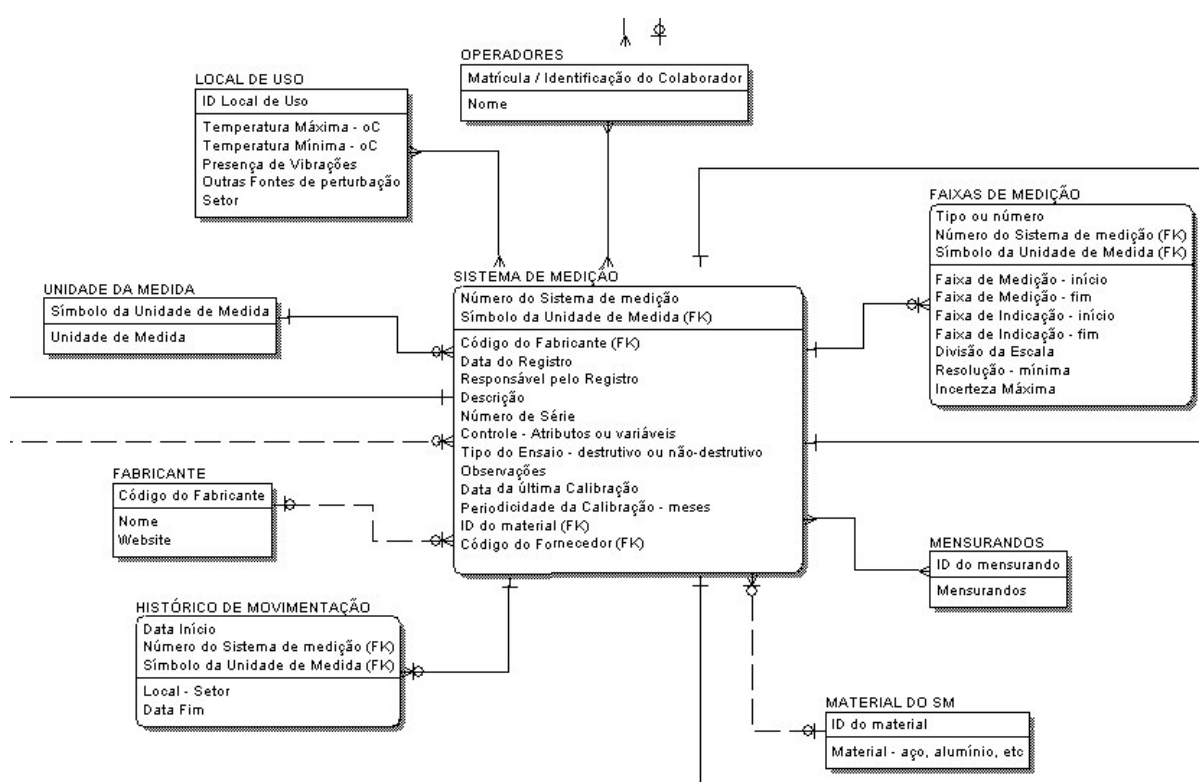 OPERADORES
Matrícula / Identificação do Colaborador
Nome
LOCAL DE USO
ID Local de Uso
Temperatura Máxima - oC
Temperatura Mínima - oC
Presença de Vibrações
Outras Fontes de perturbação
Setor
FAIXAS DE MEDIÇÃO
Tipo ou número
Número do Sistema de medição (FK)
Símbolo da Unidade de Medida (FK)
Faixa de Medição - início
Faixa de Medição - fim
Faixa de Indicação - início
Faixa de Indicação - fim
Divisão da Escala
Resolução - mínima
Incerteza Máxima
UNIDADE DA MEDIDA
Símbolo da Unidade de Medida
Unidade de Medida
SISTEMA DE MEDIÇÃO
Número do Sistema de medição
Símbolo da Unidade de Medida (FK)
Código do Fabricante (FK)
Data do Registro
Responsável pelo Registro
Descrição
Número de Série
Controle - Atributos ou variáveis
Tipo do Ensaio - destrutivo ou não-destrutivo
Observações
Data da última Calibração
Periodicidade da Calibração - meses
ID do material (FK)
Código do Fornecedor (FK)
FABRICANTE
Código do Fabricante
Nome
Website
MENSURANDOS
ID do mensurando
Mensurandos
HISTÓRICO DE MOVIMENTAÇÃO
Data Início
Número do Sistema de medição (FK)
Símbolo da Unidade de Medida (FK)
Local - Setor
Data Fim
MATERIAL DO SM
ID do material
Material - aço, alumínio, etc